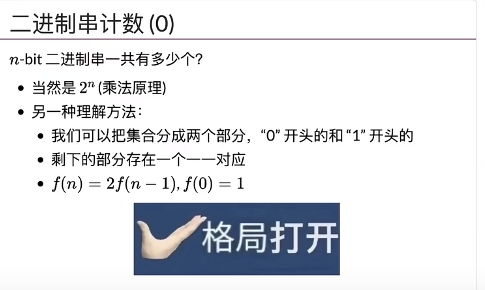 二进制串计数 (0)
n-bit 二进制串一共有多少个?
• 当然是 2ⁿ (乘法原理)
• 另一种理解方法：
• 我们可以把集合分成两个部分，“0” 开头的和 “1” 开头的
• 剩下的部分存在一个一一对应
• f(n) = 2f(n − 1), f(0) = 1
格局打开